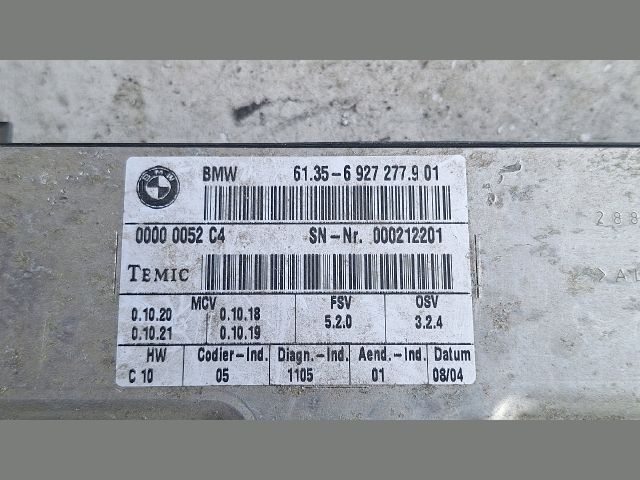 BMW 61.35-6 927 277.9 01
0000 0052 C4 SN-Nr. 000212201
TEMIC
MCV FSV OSV
0.10.20 0.10.18 5.2.0 3.2.4
0.10.21 0.10.19
HW Codier-Ind. Diagn.-Ind. Aend.-Ind. Datum
C 10 05 1105 01 08/04
288
>A